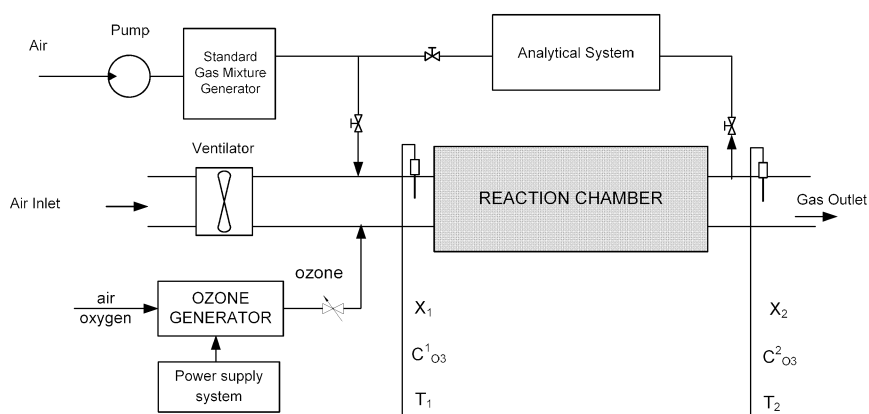 Pump
Air
Standard
Gas Mixture
Generator
Analytical System
Ventilator
Air Inlet
REACTION CHAMBER
Gas Outlet
ozone
air
oxygen
OZONE
GENERATOR
Power supply
system
X₁
C¹O3
T₁
X₂
C²O3
T₂